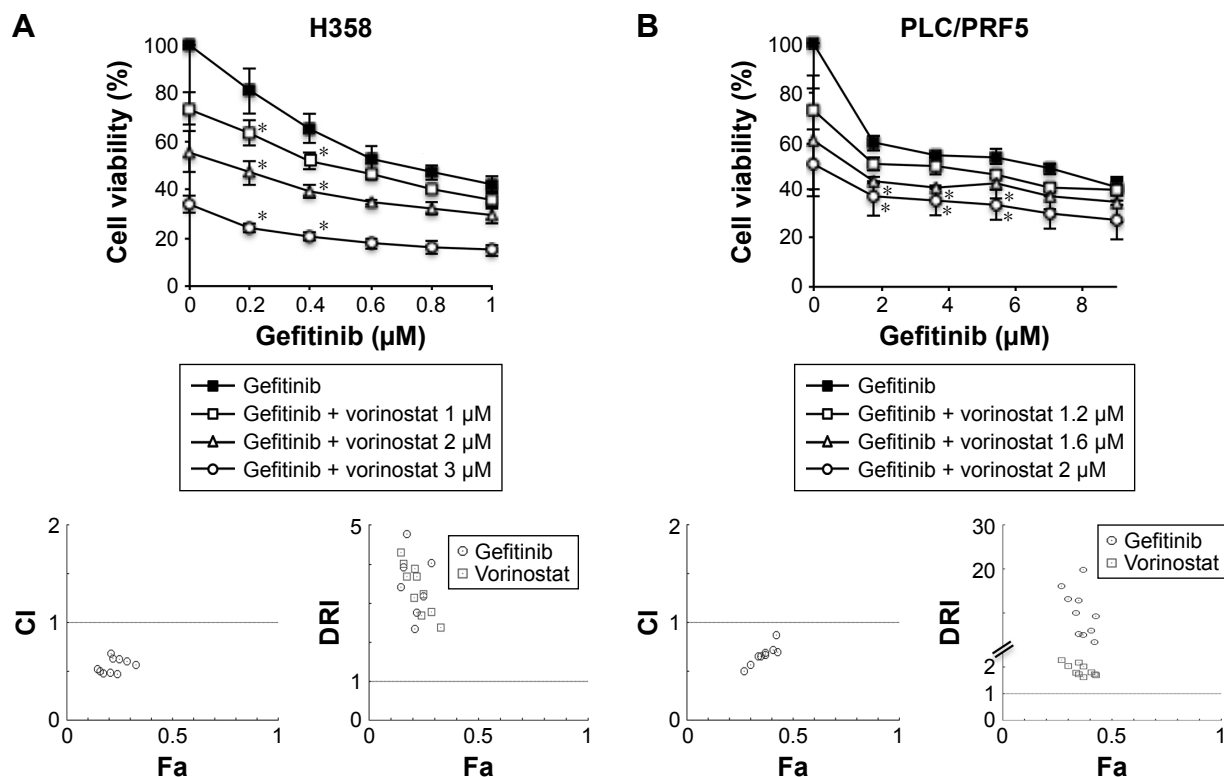 A
H358
Cell viability (%)
100
80
60
40
20
0
* * * * * *
0 0.2 0.4 0.6 0.8 1
Gefitinib (µM)
Gefitinib
Gefitinib + vorinostat 1 µM
Gefitinib + vorinostat 2 µM
Gefitinib + vorinostat 3 µM
CI
2
1
0
0 0.5 1
Fa
DRI
5
1
0
0 0.5 1
Fa
Gefitinib
Vorinostat
B
PLC/PRF5
Cell viability (%)
100
80
60
40
20
0
* * * * * *
0 2 4 6 8
Gefitinib (µM)
Gefitinib
Gefitinib + vorinostat 1.2 µM
Gefitinib + vorinostat 1.6 µM
Gefitinib + vorinostat 2 µM
CI
2
1
0
0 0.5 1
Fa
DRI
30
20
2
1
0
0 0.5 1
Fa
Gefitinib
Vorinostat